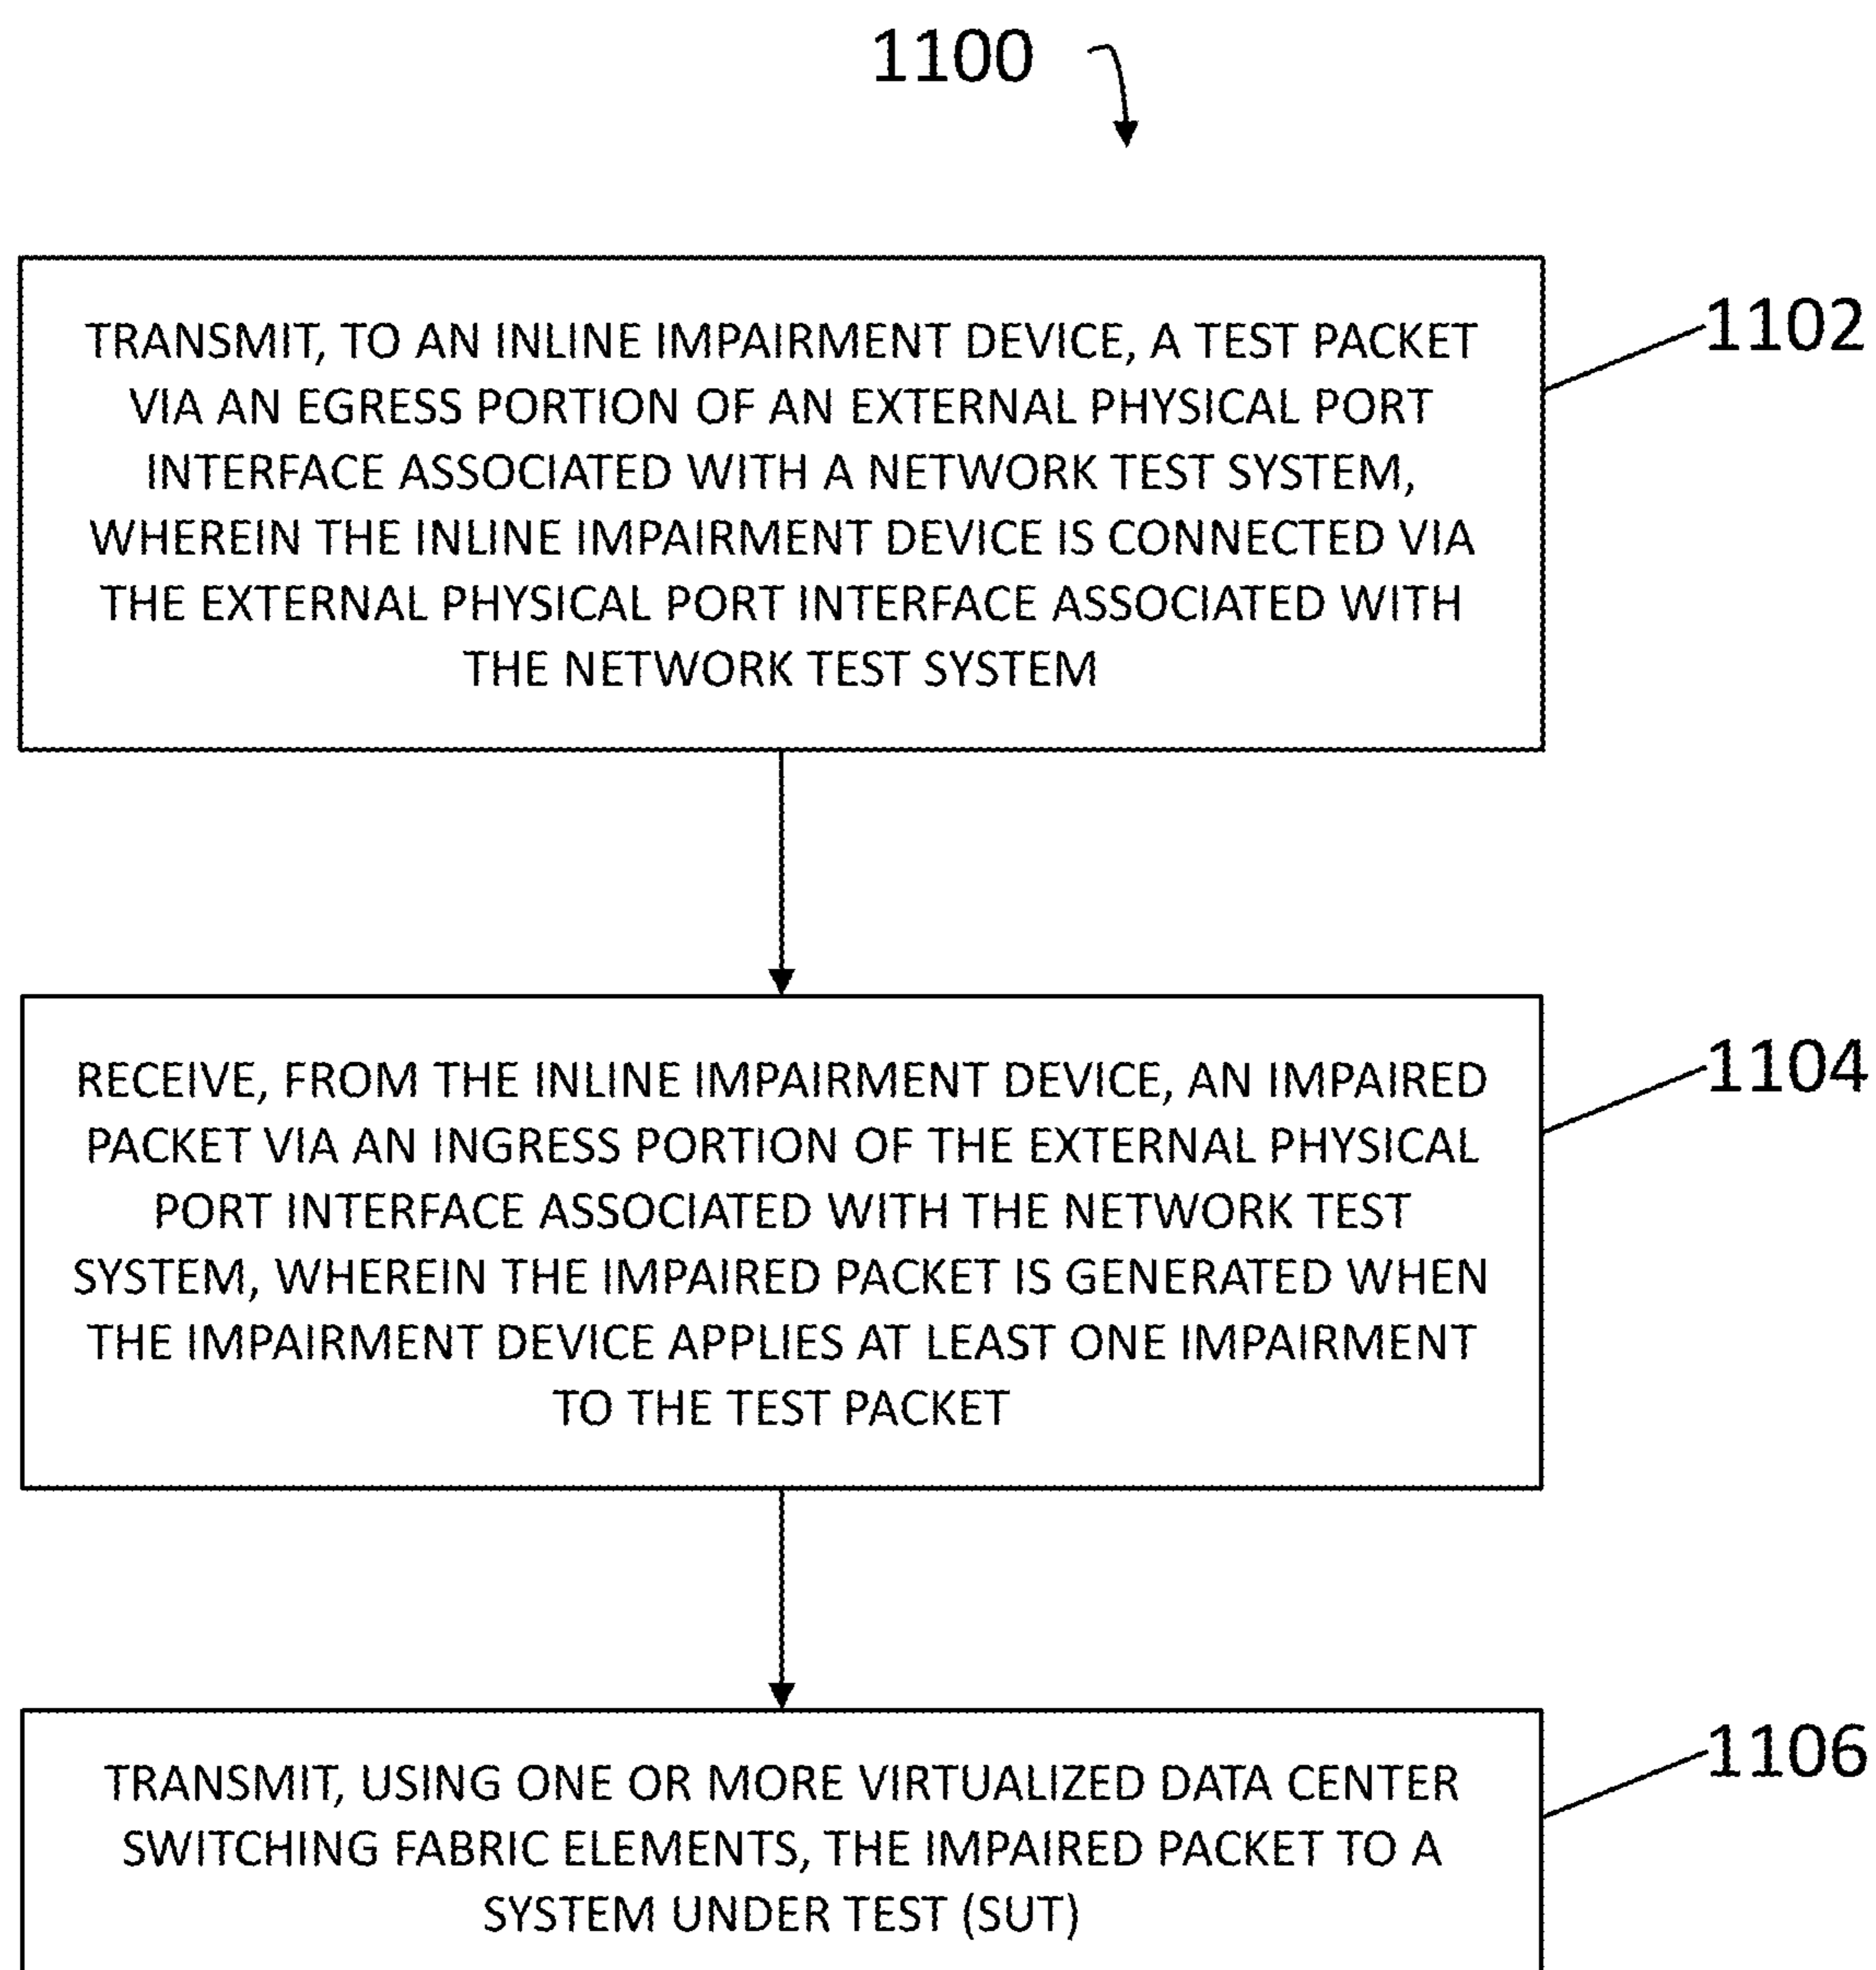 1100
TRANSMIT, TO AN INLINE IMPAIRMENT DEVICE, A TEST PACKET
VIA AN EGRESS PORTION OF AN EXTERNAL PHYSICAL PORT
INTERFACE ASSOCIATED WITH A NETWORK TEST SYSTEM,
WHEREIN THE INLINE IMPAIRMENT DEVICE IS CONNECTED VIA
THE EXTERNAL PHYSICAL PORT INTERFACE ASSOCIATED WITH
THE NETWORK TEST SYSTEM
1102
RECEIVE, FROM THE INLINE IMPAIRMENT DEVICE, AN IMPAIRED
PACKET VIA AN INGRESS PORTION OF THE EXTERNAL PHYSICAL
PORT INTERFACE ASSOCIATED WITH THE NETWORK TEST
SYSTEM, WHEREIN THE IMPAIRED PACKET IS GENERATED WHEN
THE IMPAIRMENT DEVICE APPLIES AT LEAST ONE IMPAIRMENT
TO THE TEST PACKET
1104
TRANSMIT, USING ONE OR MORE VIRTUALIZED DATA CENTER
SWITCHING FABRIC ELEMENTS, THE IMPAIRED PACKET TO A
SYSTEM UNDER TEST (SUT)
1106